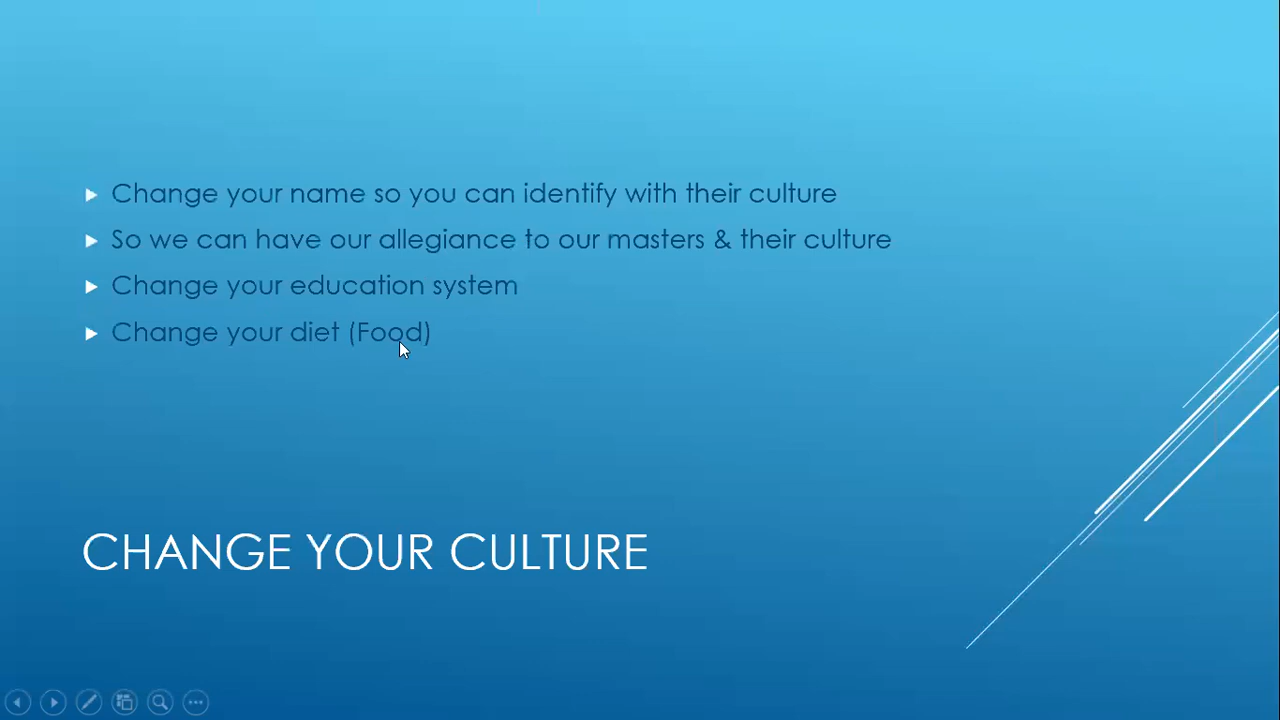 Change your name so you can identify with their culture
So we can have our allegiance to our masters & their culture
Change your education system
Change your diet (Food)
CHANGE YOUR CULTURE